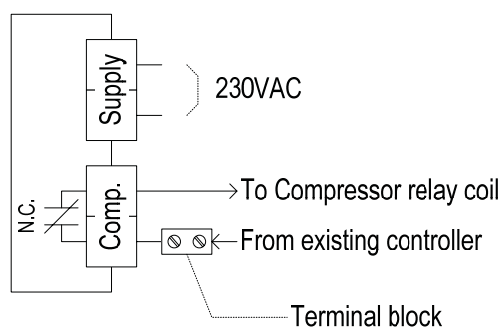 Supply
230VAC
N.C.
Comp.
To Compressor relay coil
From existing controller
Terminal block